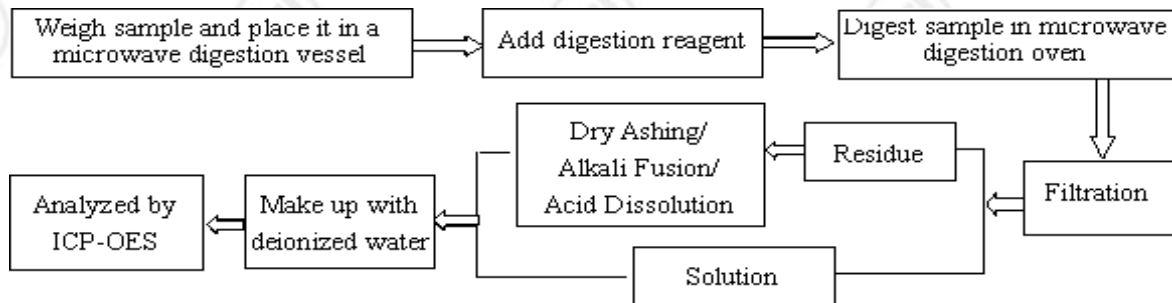 Weigh sample and place it in a
microwave digestion vessel
Add digestion reagent
Digest sample in microwave
digestion oven
Filtration
Residue
Dry Ashing/
Alkali Fusion/
Acid Dissolution
Solution
Make up with
deionized water
Analyzed by
ICP-OES